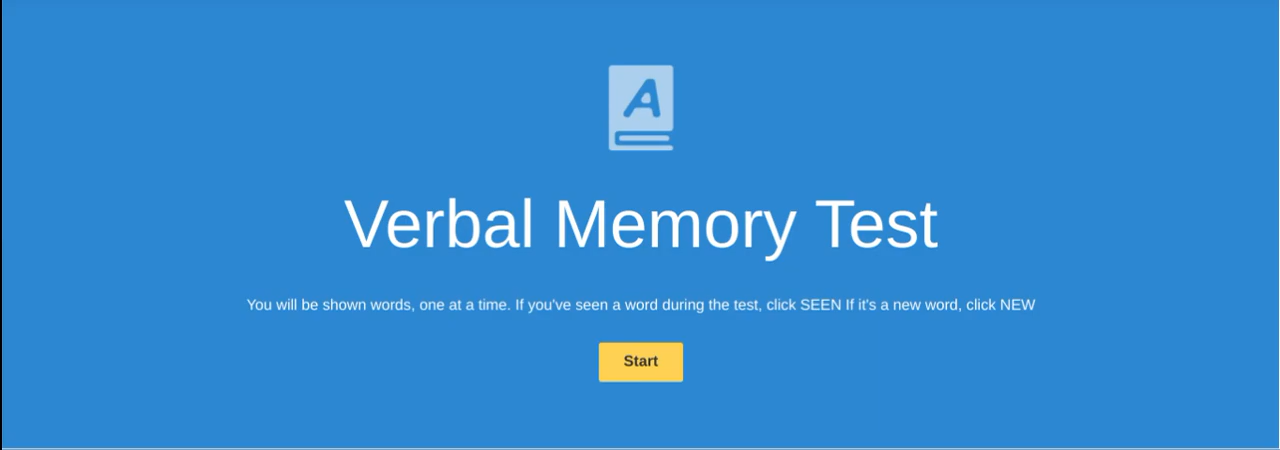 A
Verbal Memory Test
You will be shown words, one at a time. If you've seen a word during the test, click SEEN If it's a new word, click NEW
Start